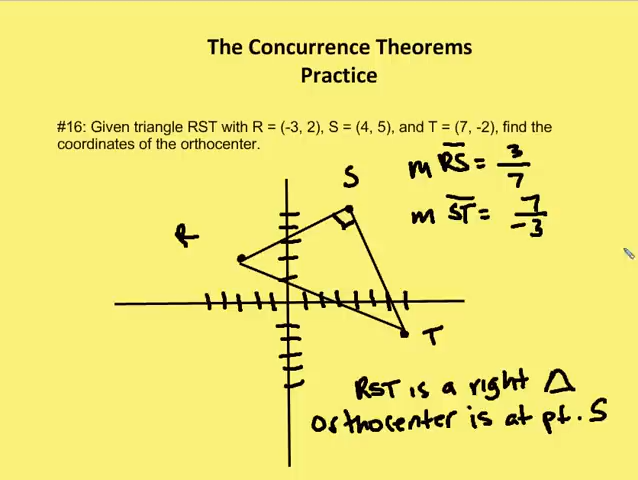 The Concurrence Theorems
Practice
#16: Given triangle RST with R = (-3, 2), S = (4, 5), and T = (7, -2), find the
coordinates of the orthocenter.
m RS = 3/7
m ST = 7/-3
S
R
T
RST is a right Δ
Orthocenter is at pt. S